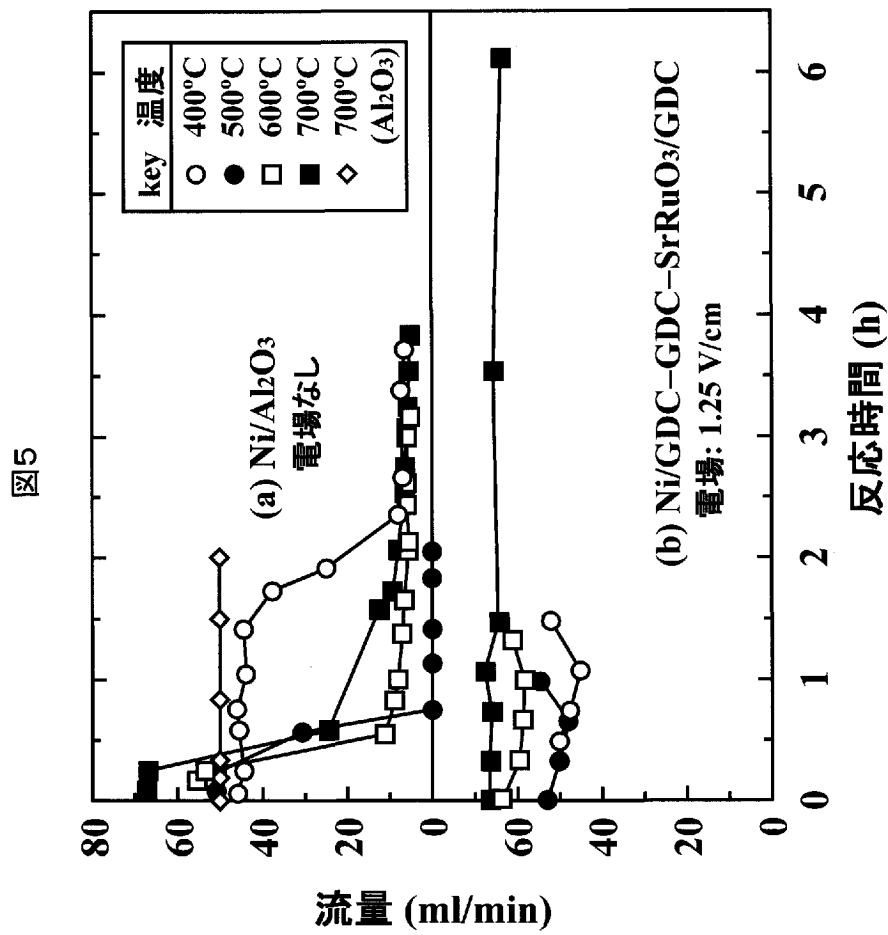 図5
流量 (ml/min)
80
60
40
20
0
60
40
20
0
key 温度
400°C
500°C
600°C
700°C
700°C
(Al₂O₃)
(a) Ni/Al₂O₃
電場なし
(b) Ni/GDC−GDC−SrRuO₃/GDC
電場: 1.25 V/cm
0 1 2 3 4 5 6
反応時間 (h)